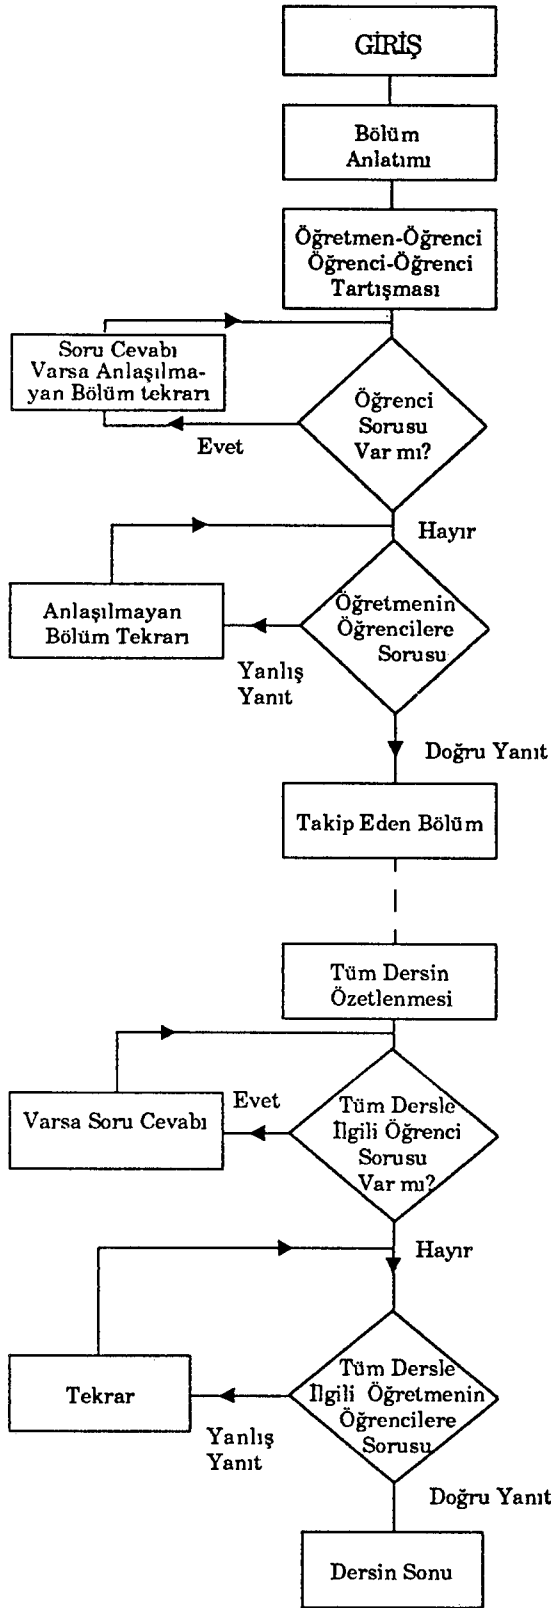 GİRİŞ
Bölüm
Anlatımı
Öğretmen-Öğrenci
Öğrenci-Öğrenci
Tartışması
Soru Cevabı
Varsa Anlaşılma-
yan Bölüm tekrarı
Öğrenci
Sorusu
Var mı?
Evet
Hayır
Öğretmenin
Öğrencilere
Sorusu
Anlaşılmayan
Bölüm Tekrarı
Yanlış
Yanıt
Doğru Yanıt
Takip Eden Bölüm
Tüm Dersin
Özetlenmesi
Varsa Soru Cevabı
Evet
Tüm Dersle
İlgili Öğrenci
Sorusu
Var mı?
Hayır
Tekrar
Tüm Dersle
İlgili Öğretmenin
Öğrencilere
Sorusu
Yanlış
Yanıt
Doğru Yanıt
Dersin Sonu